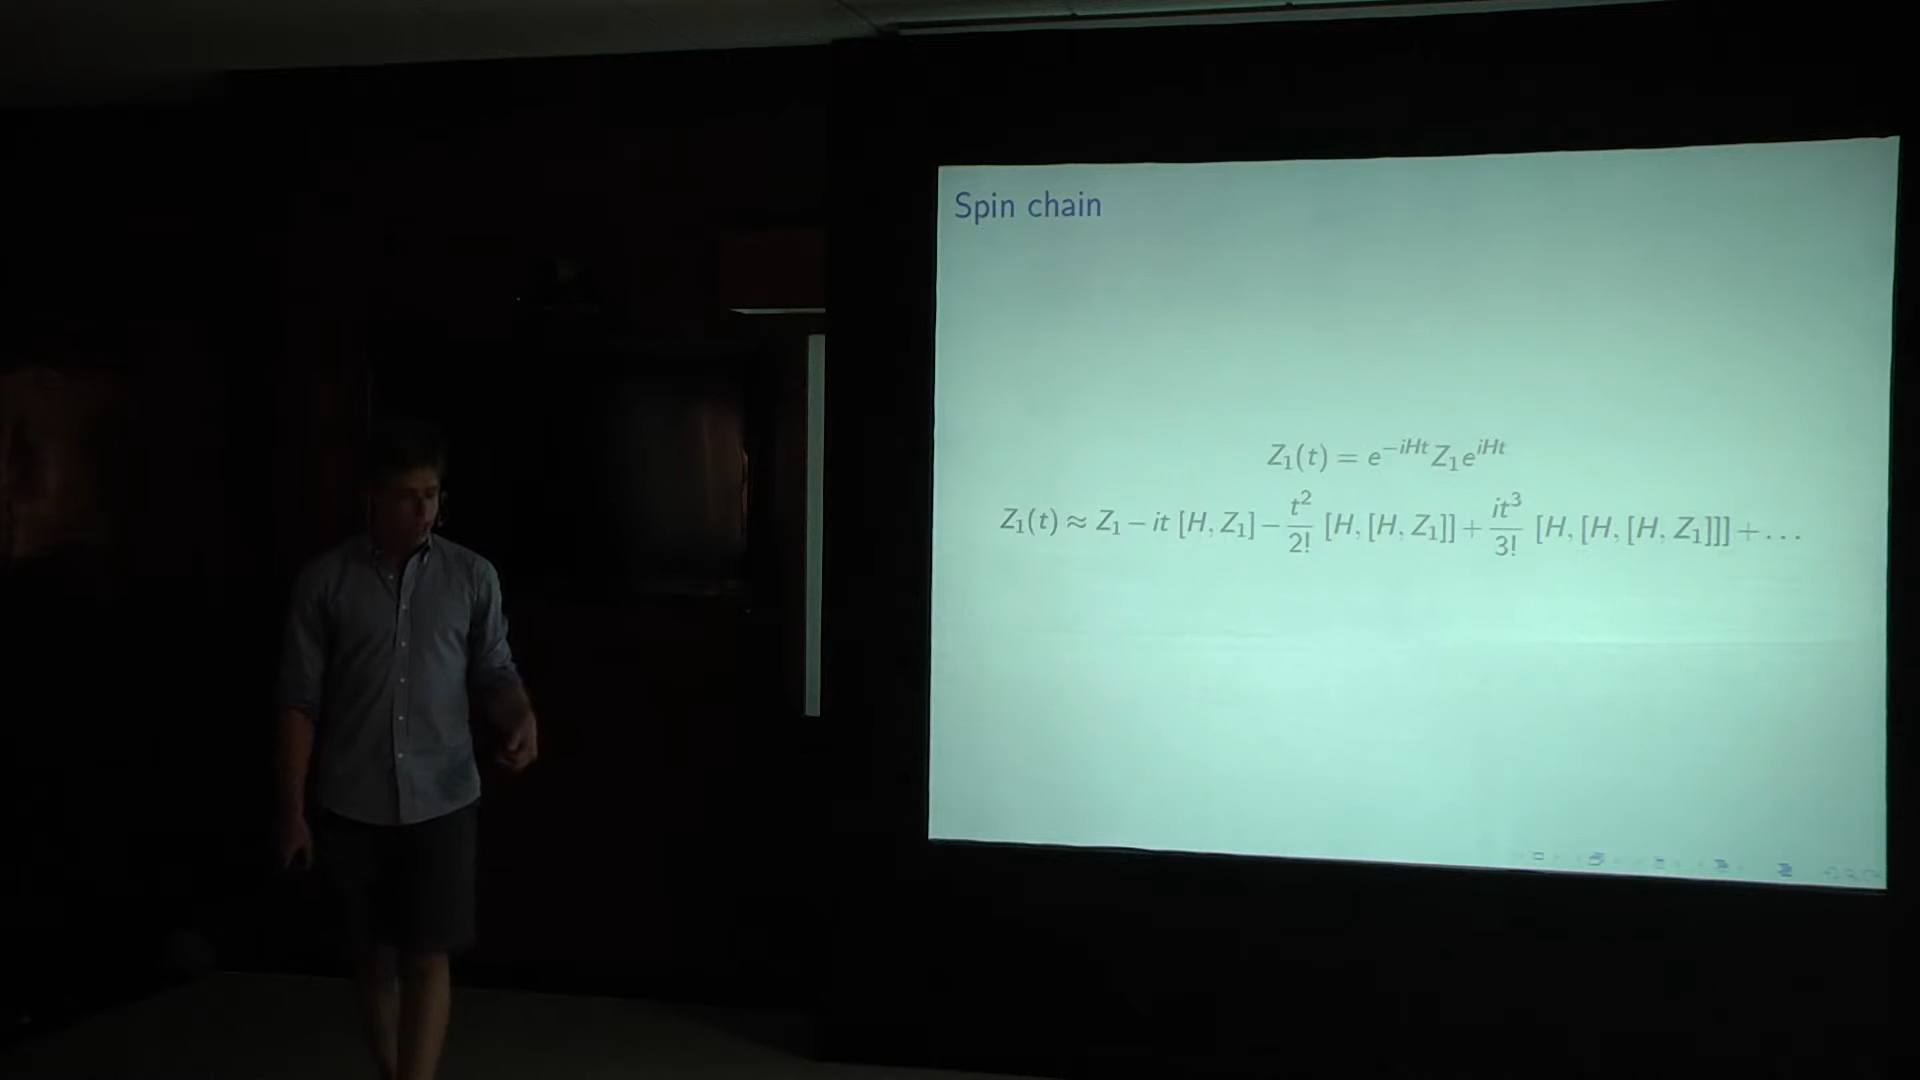 Spin chain
Z₁(t) = e^{-iHt} Z₁ e^{iHt}
Z₁(t) ≈ Z₁ − it [H, Z₁] − t²/2! [H, [H, Z₁]] + it³/3! [H, [H, [H, Z₁]]] + …